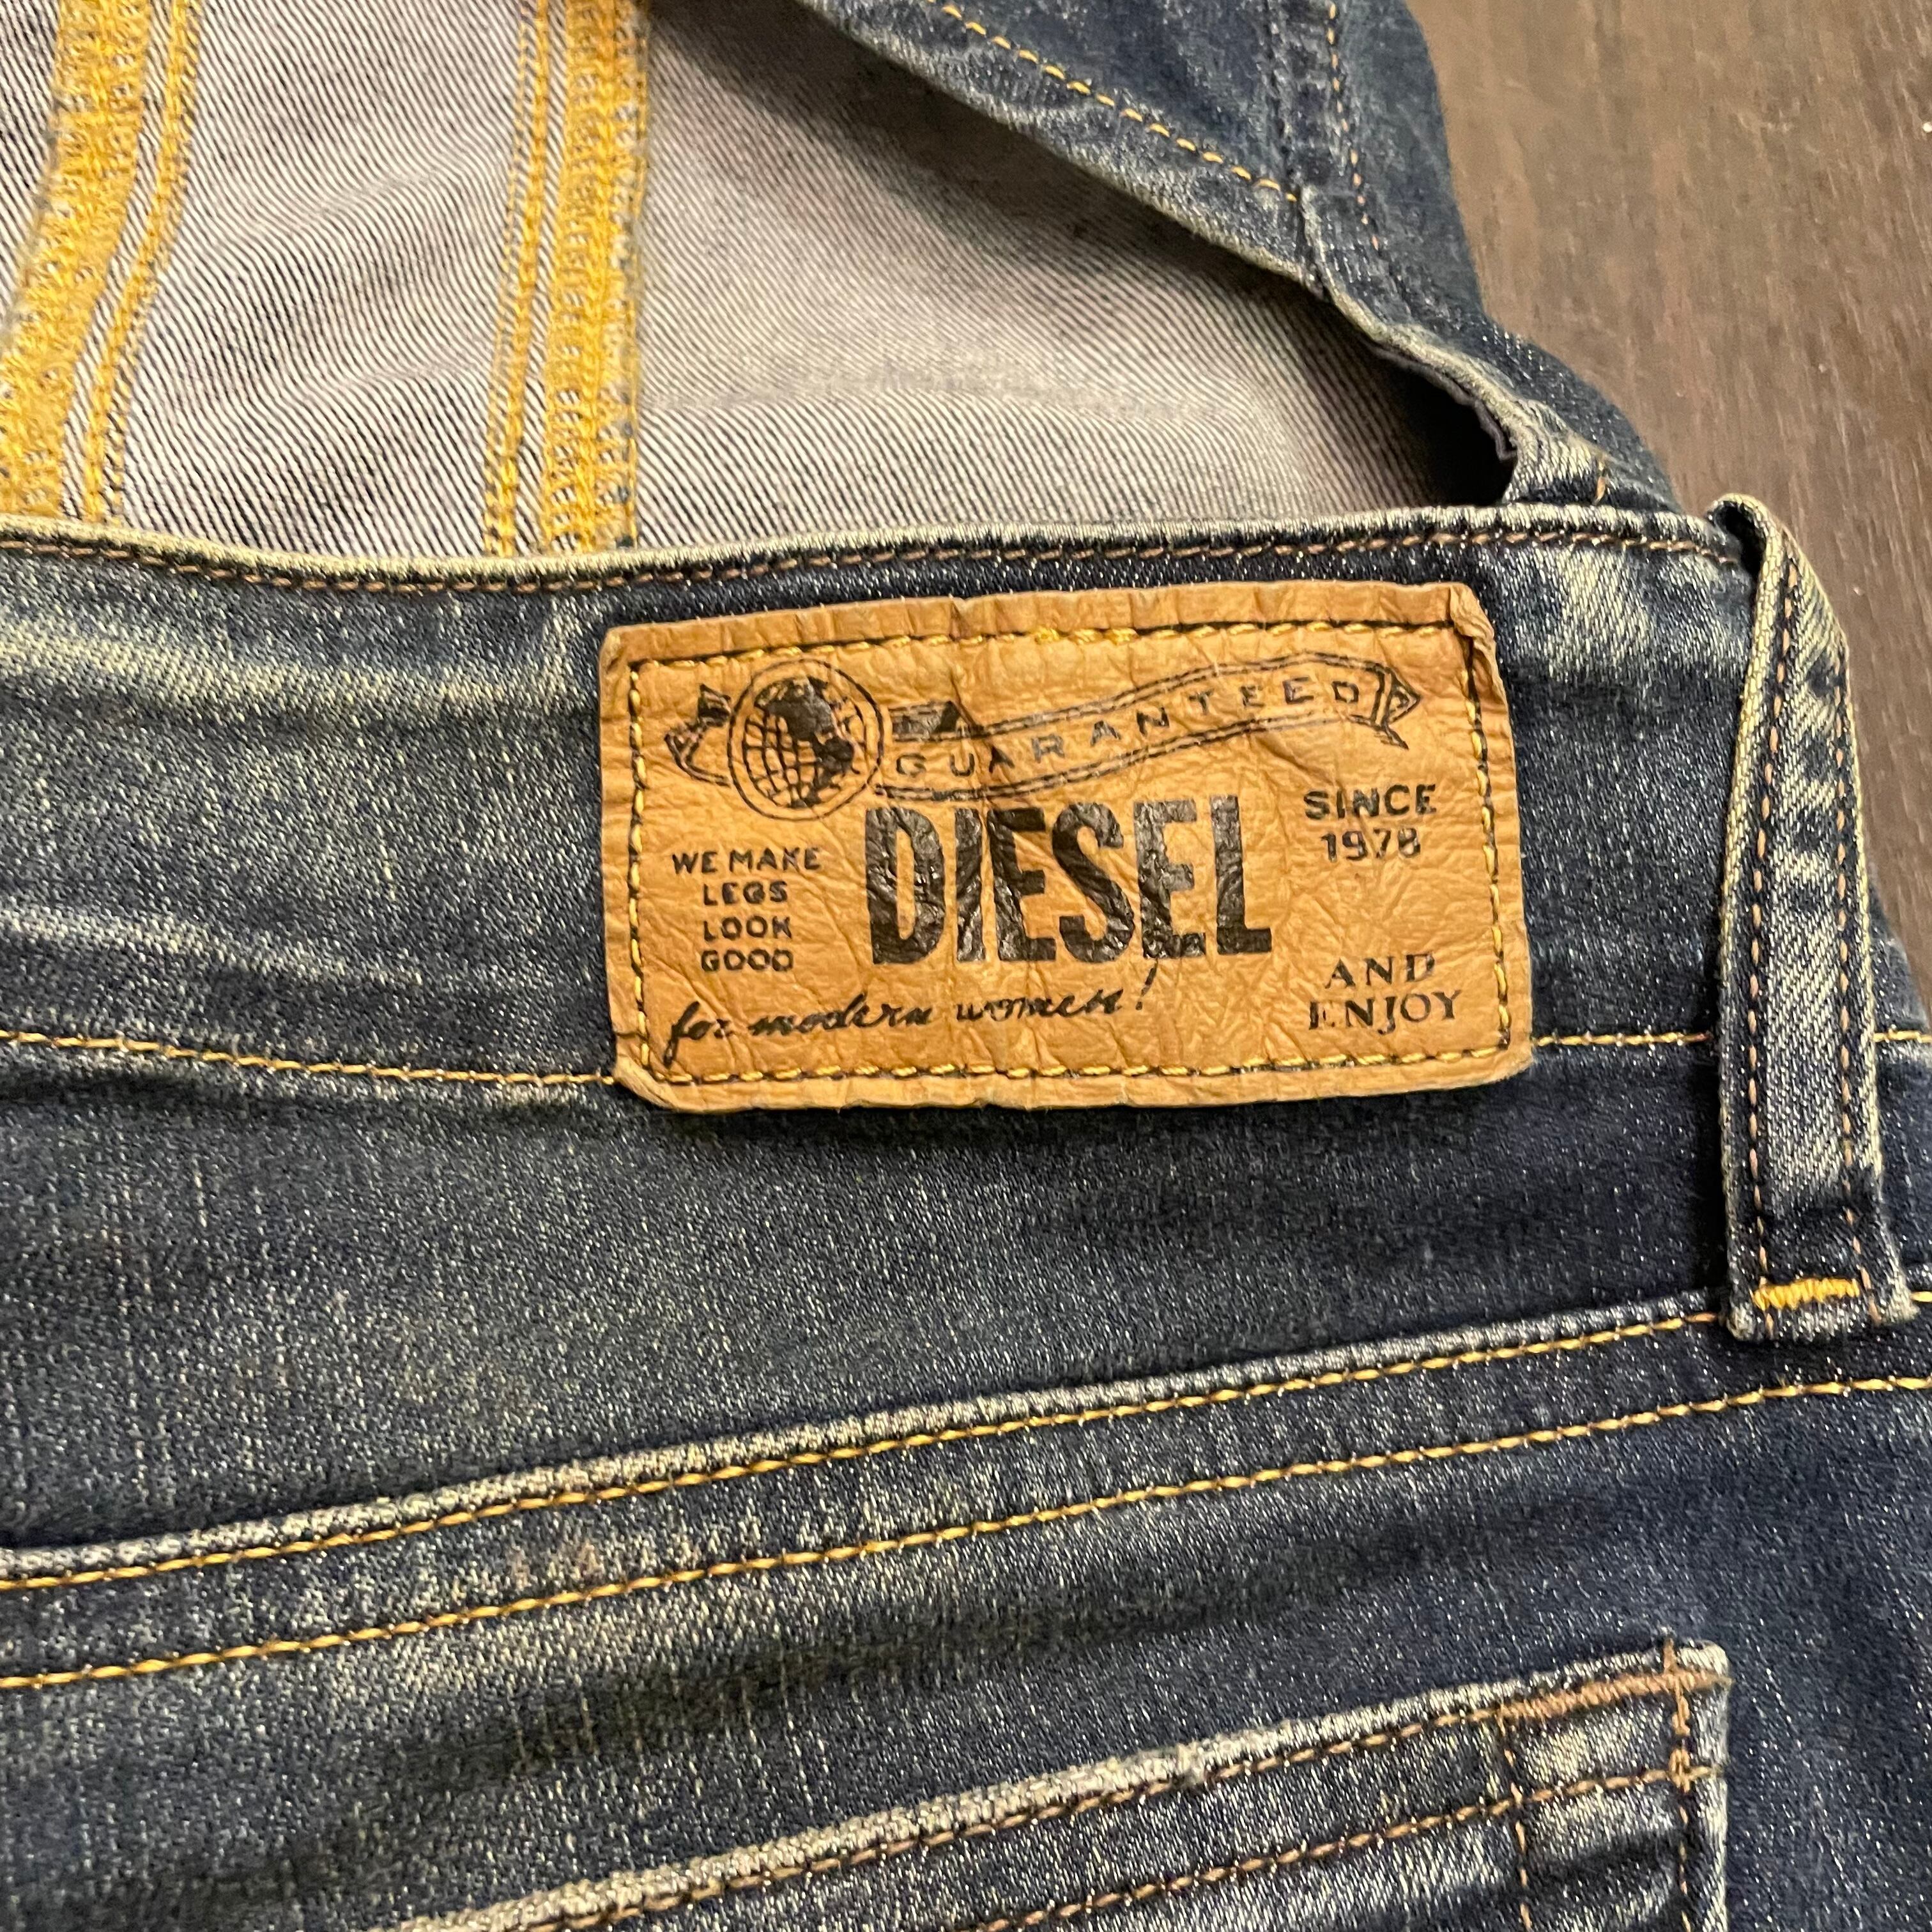 GUARANTEED
DIESEL
SINCE
1978
WE MAKE
LEGS
LOOK
GOOD
for modern women!
AND
ENJOY